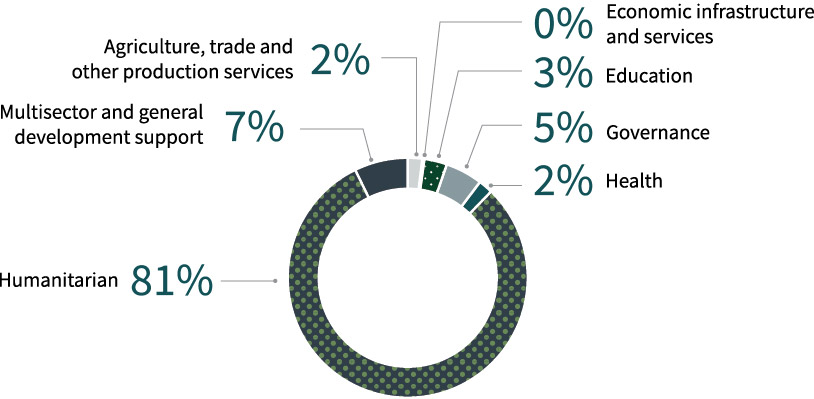 Economic infrastructure
and services
0%
Agriculture, trade and
other production services
2%
3%
Education
Multisector and general
development support
7%
5%
Governance
2%
Health
Humanitarian
81%